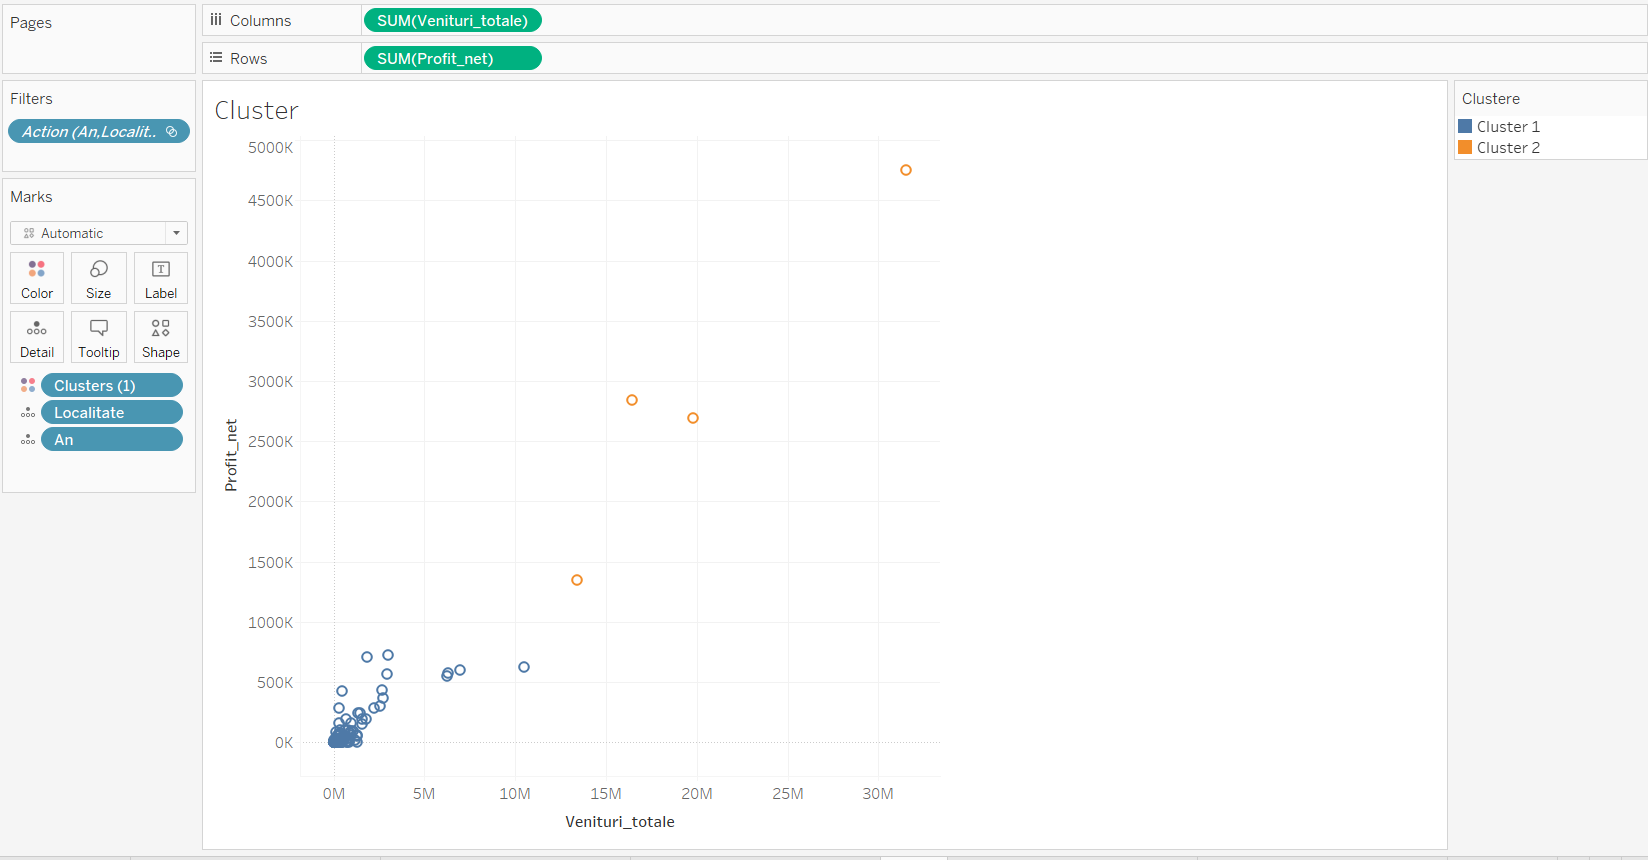 Pages
Columns
SUM(Venituri_totale)
Rows
SUM(Profit_net)
Filters
Action (An,Localit..
Marks
Automatic
Color
Size
Label
Detail
Tooltip
Shape
Clusters (1)
Localitate
An
Cluster
5000K
4500K
4000K
3500K
3000K
2500K
2000K
1500K
1000K
500K
0K
Profit_net
0M
5M
10M
15M
20M
25M
30M
Venituri_totale
Clustere
Cluster 1
Cluster 2